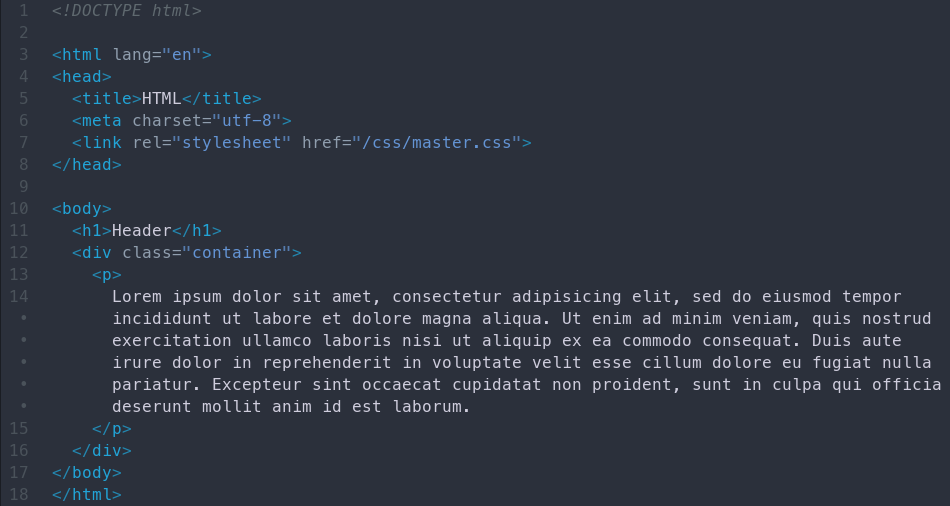 1 <!DOCTYPE html>
2
3 <html lang="en">
4 <head>
5   <title>HTML</title>
6   <meta charset="utf-8">
7   <link rel="stylesheet" href="/css/master.css">
8 </head>
9
10 <body>
11   <h1>Header</h1>
12   <div class="container">
13     <p>
14       Lorem ipsum dolor sit amet, consectetur adipisicing elit, sed do eiusmod tempor
•       incididunt ut labore et dolore magna aliqua. Ut enim ad minim veniam, quis nostrud
•       exercitation ullamco laboris nisi ut aliquip ex ea commodo consequat. Duis aute
•       irure dolor in reprehenderit in voluptate velit esse cillum dolore eu fugiat nulla
•       pariatur. Excepteur sint occaecat cupidatat non proident, sunt in culpa qui officia
•       deserunt mollit anim id est laborum.
15     </p>
16   </div>
17 </body>
18 </html>